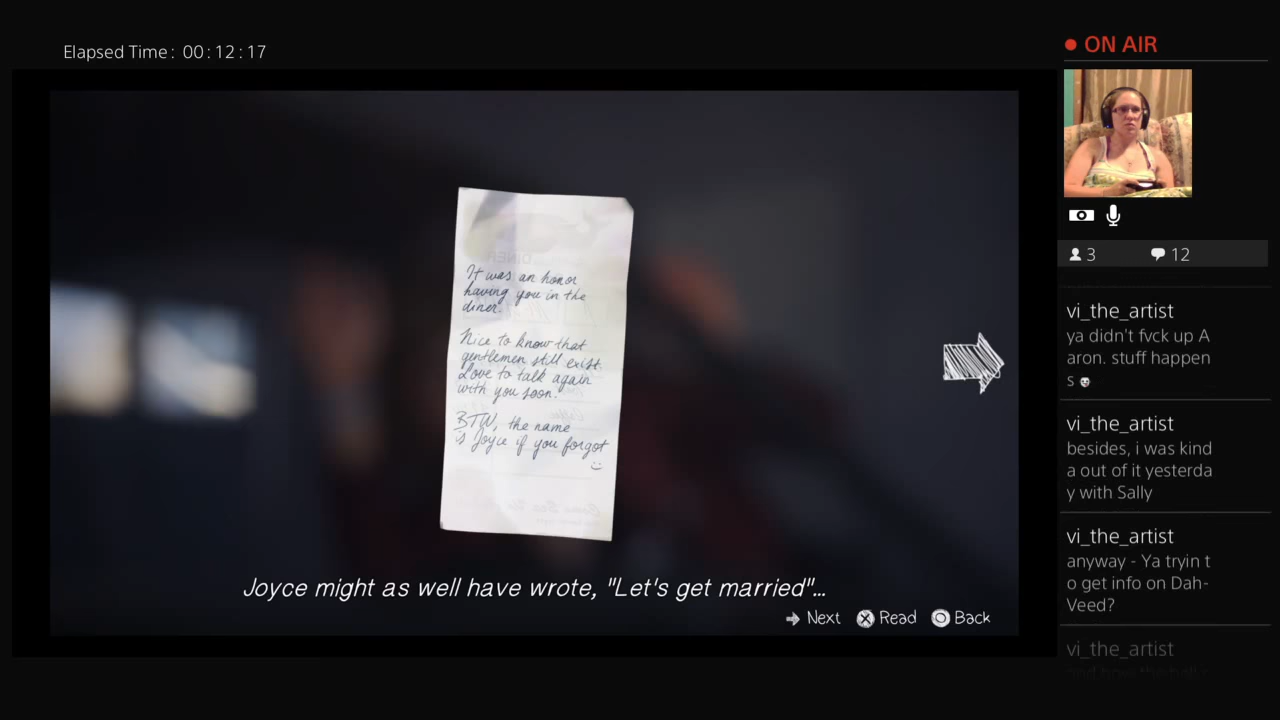 Elapsed Time: 00:12:17
ON AIR
3
12
DINER
It was an honor
having you in the
diner.
Nice to know that
gentlemen still exist.
Love to talk again
with you soon.
BTW, the name
is Joyce if you forgot
Joyce might as well have wrote, "Let's get married"...
Next
Read
Back
vi_the_artist
ya didn't fvck up A
aron. stuff happen
s
vi_the_artist
besides, i was kind
a out of it yesterda
y with Sally
vi_the_artist
anyway - Ya tryin t
o get info on Dah-
Veed?
vi_the_artist